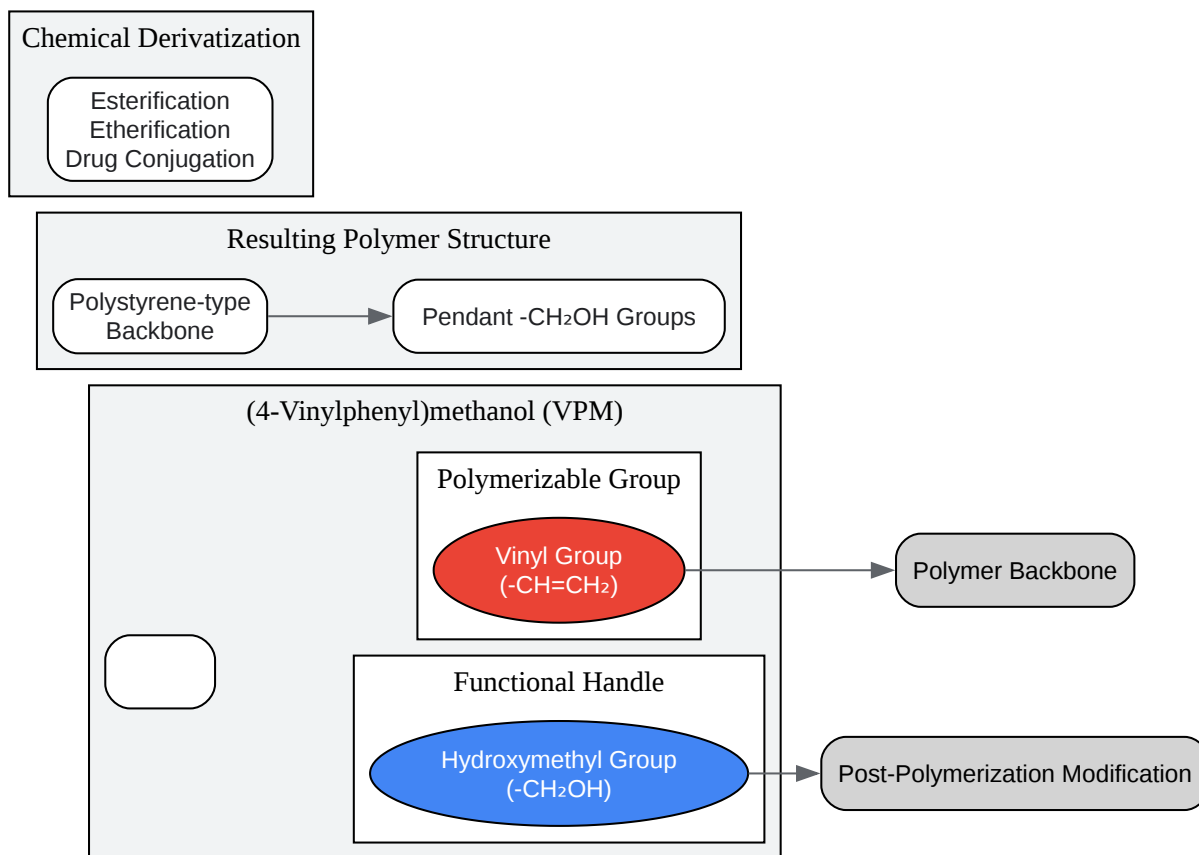 Chemical Derivatization
Esterification
Etherification
Drug Conjugation
Resulting Polymer Structure
Polystyrene-type
Backbone
Pendant -CH₂OH Groups
(4-Vinylphenyl)methanol (VPM)
Polymerizable Group
Vinyl Group
(-CH=CH₂)
Polymer Backbone
Functional Handle
Hydroxymethyl Group
(-CH₂OH)
Post-Polymerization Modification